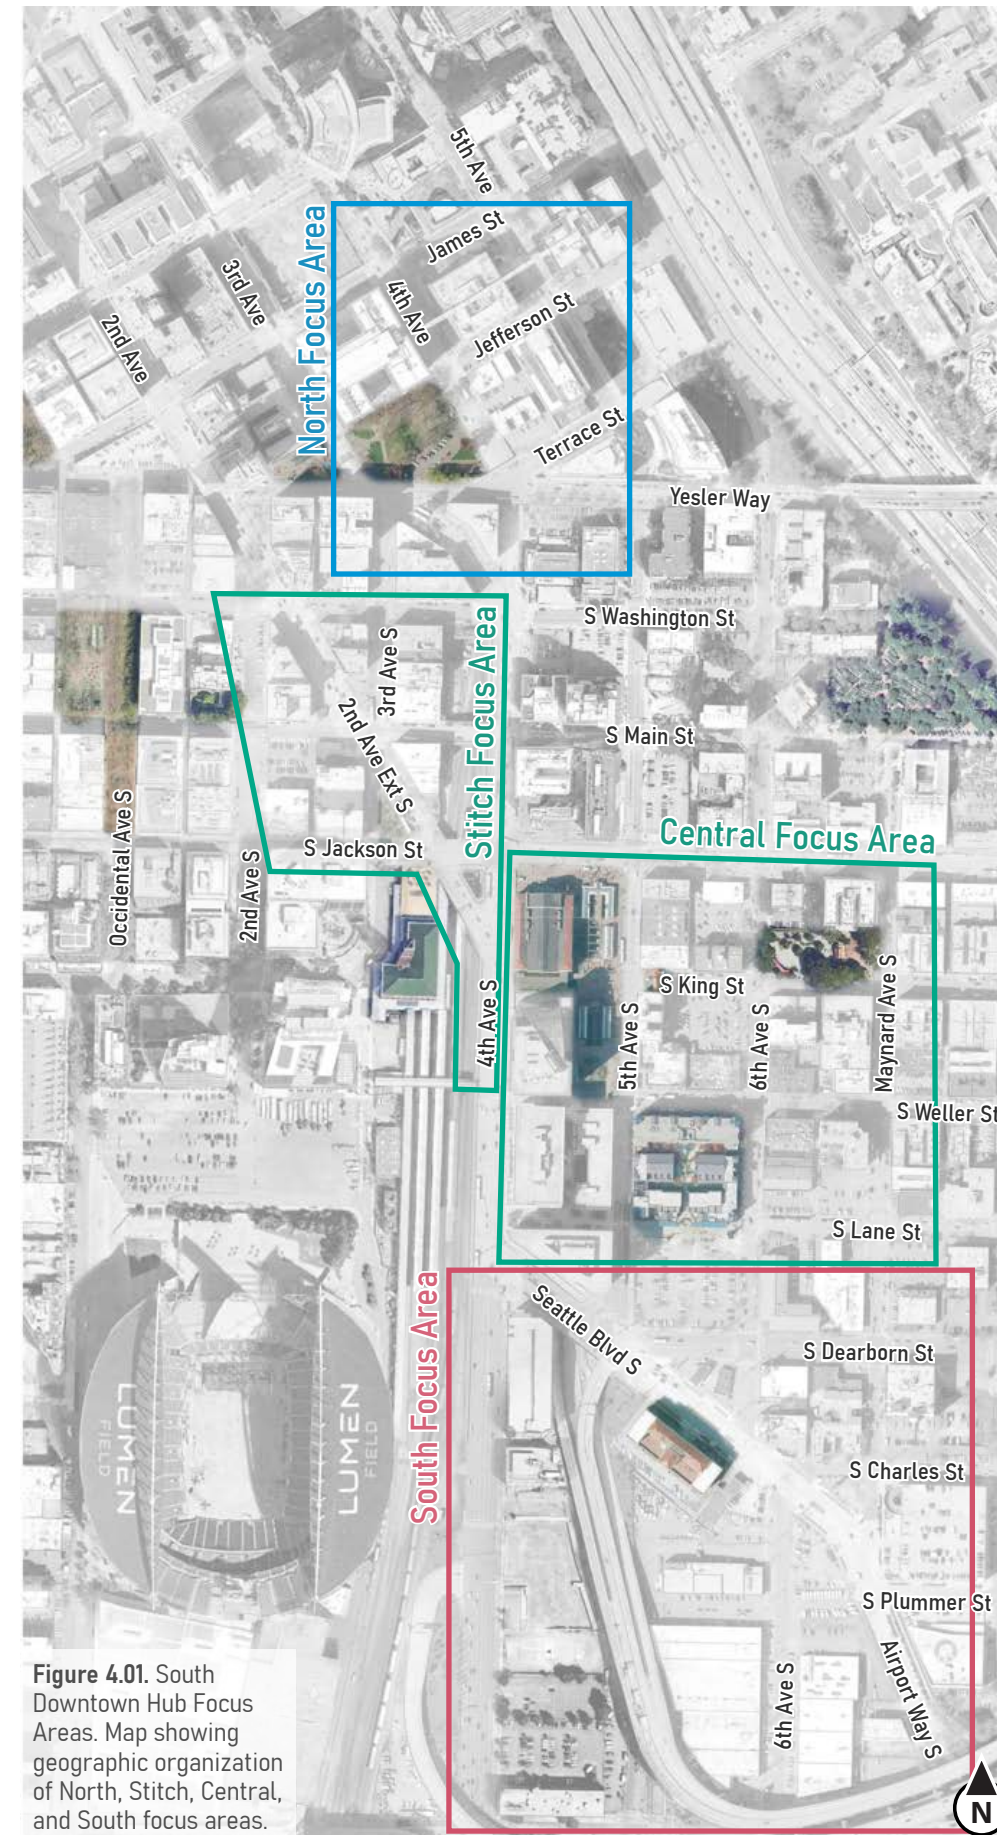 5th Ave
James St
North Focus Area
3rd Ave
4th Ave
2nd Ave
Jefferson St
Terrace St
Yesler Way
S Washington St
Stitch Focus Area
3rd Ave S
2nd Ave Ext S
S Main St
Central Focus Area
S Jackson St
Occidental Ave S
2nd Ave S
S King St
4th Ave S
5th Ave S
6th Ave S
Maynard Ave S
S Weller St
S Lane St
South Focus Area
Seattle Blvd S
S Dearborn St
LUMEN
FIELD
LUMEN
FIELD
S Charles St
S Plummer St
6th Ave S
Airport Way S
Figure 4.01. South
Downtown Hub Focus
Areas. Map showing
geographic organization
of North, Stitch, Central,
and South focus areas.
N